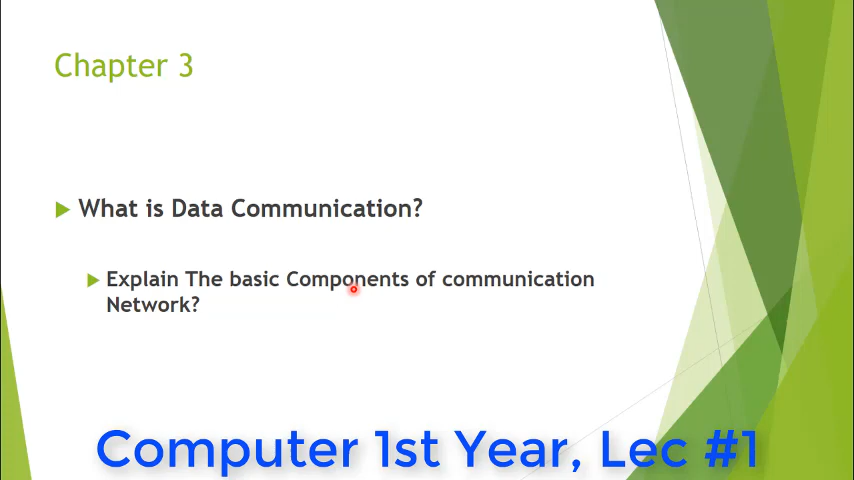 Chapter 3
What is Data Communication?
Explain The basic Components of communication
Network?
Computer 1st Year, Lec #1